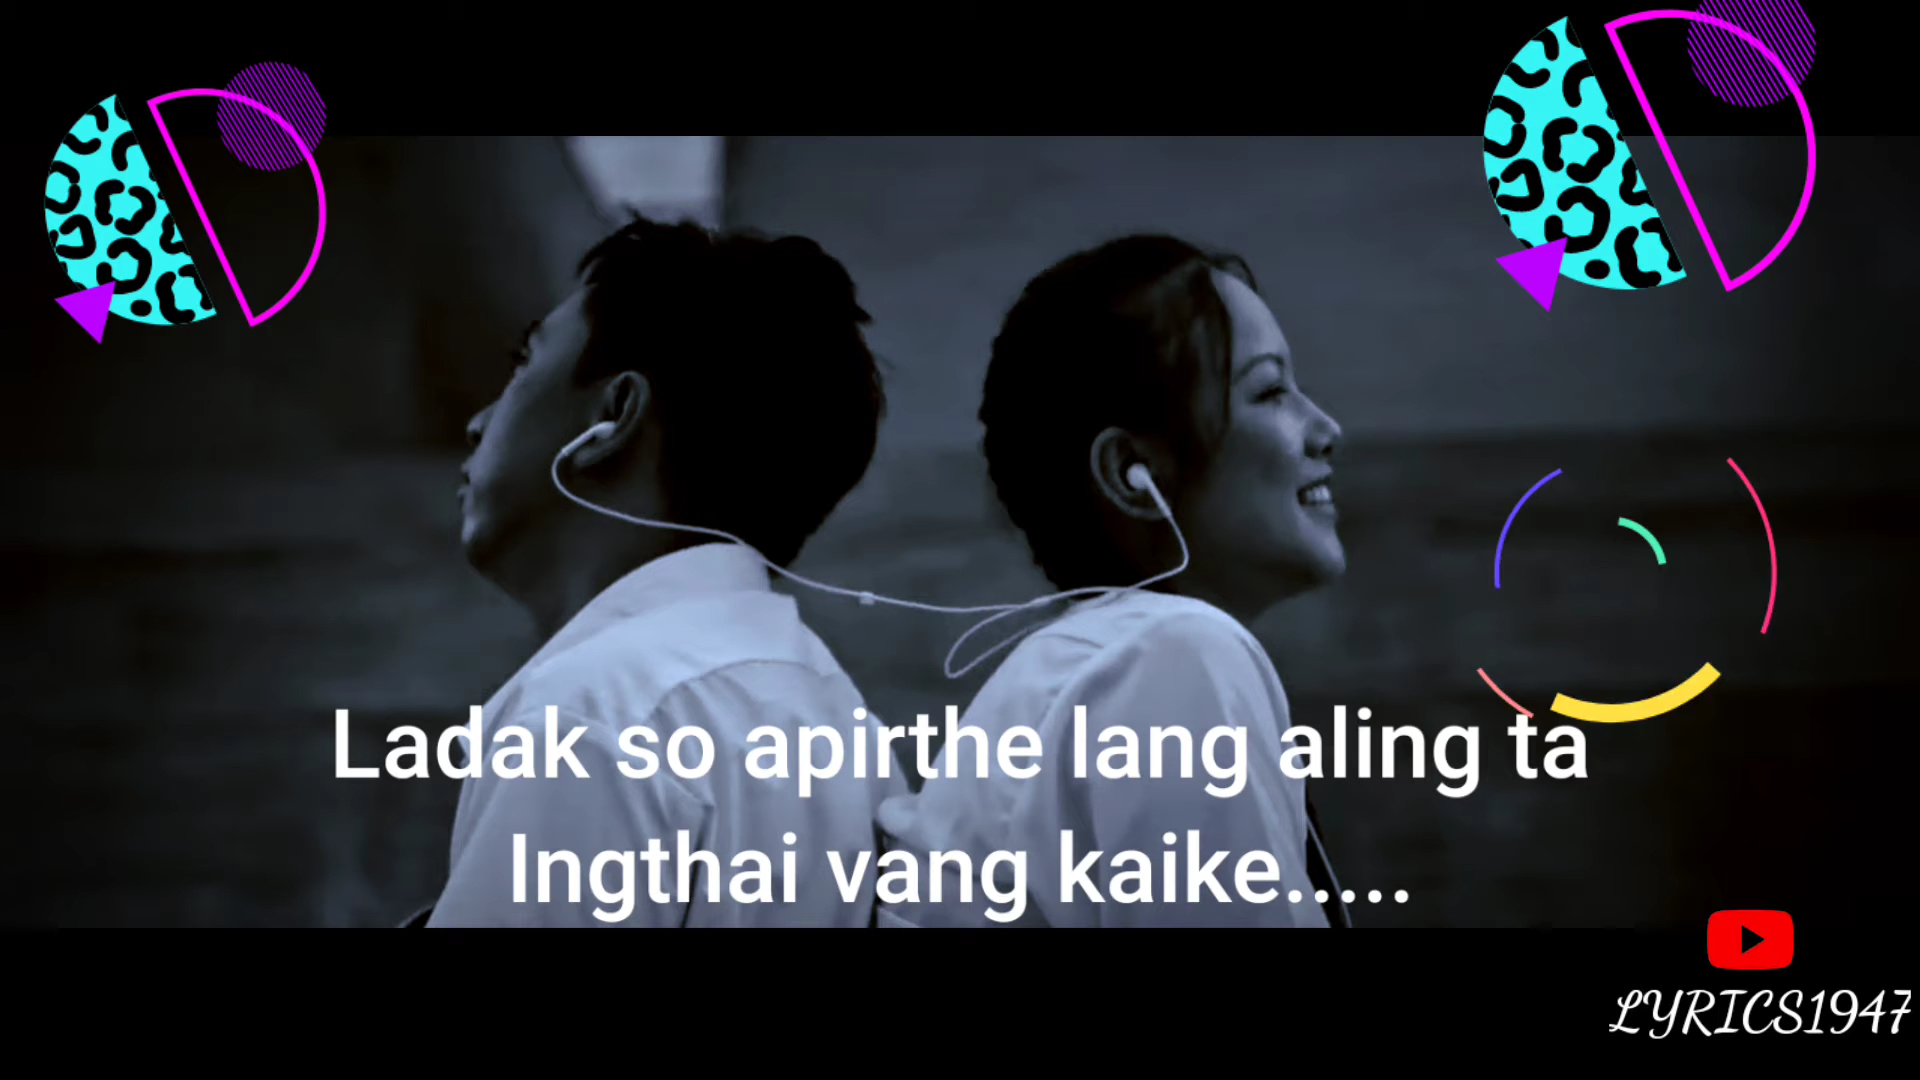 Ladak so apirthe lang aling ta
Ingthai vang kaike.....
LYRICS1947